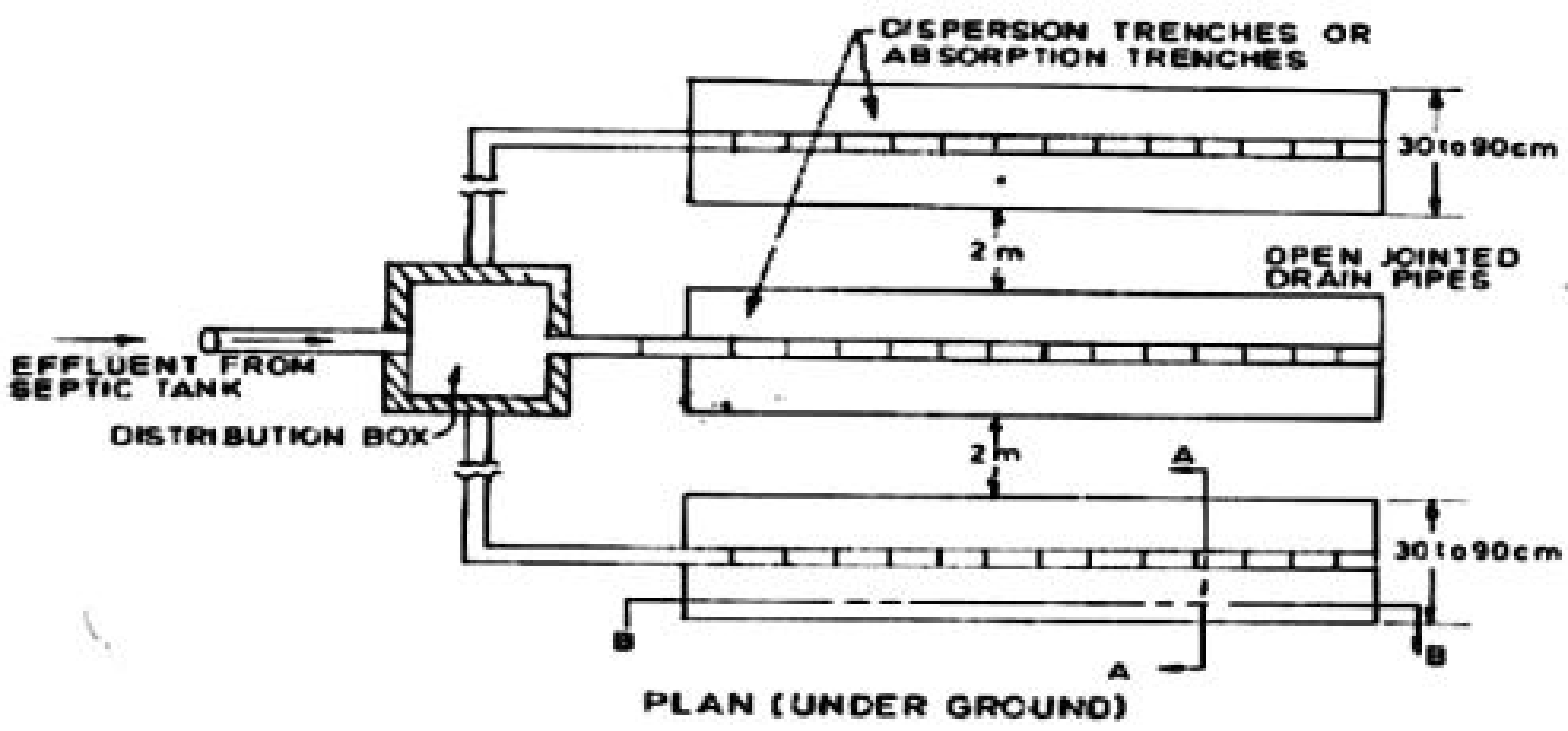 DISPERSION TRENCHES OR
ABSORPTION TRENCHES
30 to 90cm
2 m
OPEN JOINTED
DRAIN PIPES
EFFLUENT FROM
SEPTIC TANK
DISTRIBUTION BOX
2 m
A
30 to 90cm
B
B
A
PLAN (UNDER GROUND)